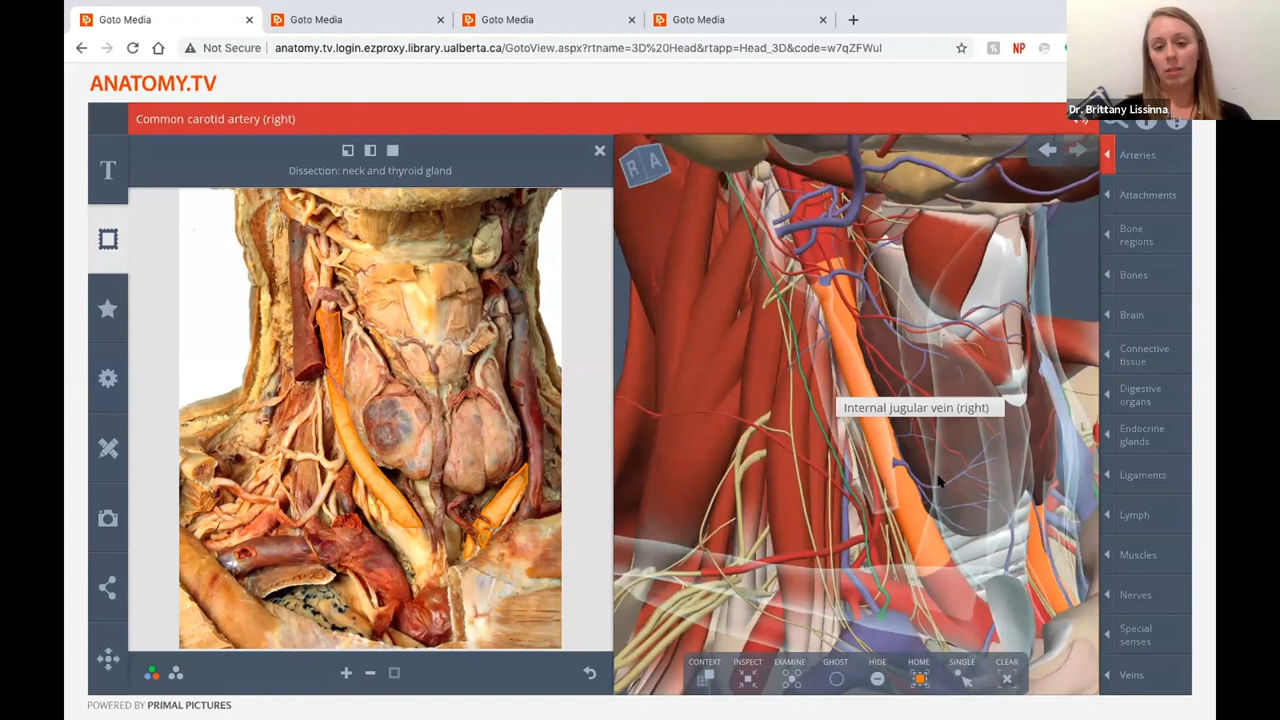 Goto Media
Goto Media
Goto Media
Goto Media
Not Secure
anatomy.tv.login.ezproxy.library.ualberta.ca/GotoView.aspx?rtname=3D%20Head&rtapp=Head_3D&code=w7qZFWuI
NP
Dr. Brittany Lissinna
ANATOMY.TV
Common carotid artery (right)
T
Dissection: neck and thyroid gland
R A
Internal jugular vein (right)
Arteries
Attachments
Bone
regions
Bones
Brain
Connective
tissue
Digestive
organs
Endocrine
glands
Ligaments
Lymph
Muscles
Nerves
Special
senses
Veins
CONTEXT INSPECT EXAMINE GHOST HIDE HOME SINGLE CLEAR
POWERED BY PRIMAL PICTURES